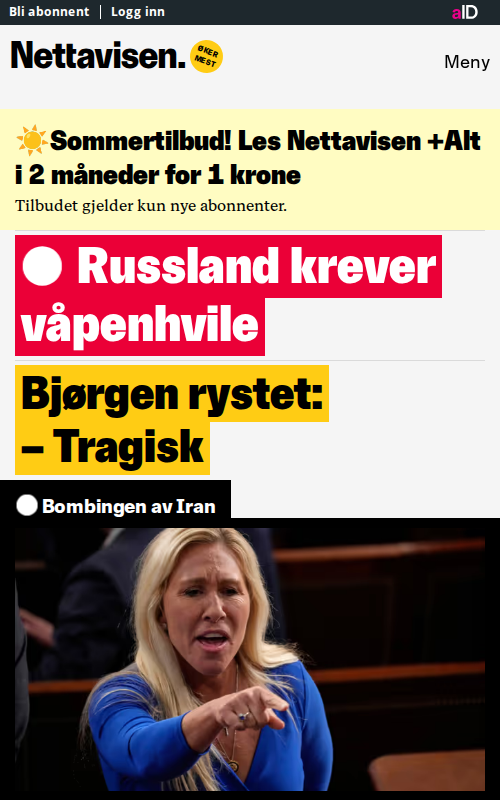 Bli abonnent | Logg inn
aID
Nettavisen.
ØKER
MEST
Meny
☀️Sommertilbud! Les Nettavisen +Alt
i 2 måneder for 1 krone
Tilbudet gjelder kun nye abonnenter.
Russland krever
våpenhvile
Bjørgen rystet:
– Tragisk
Bombingen av Iran